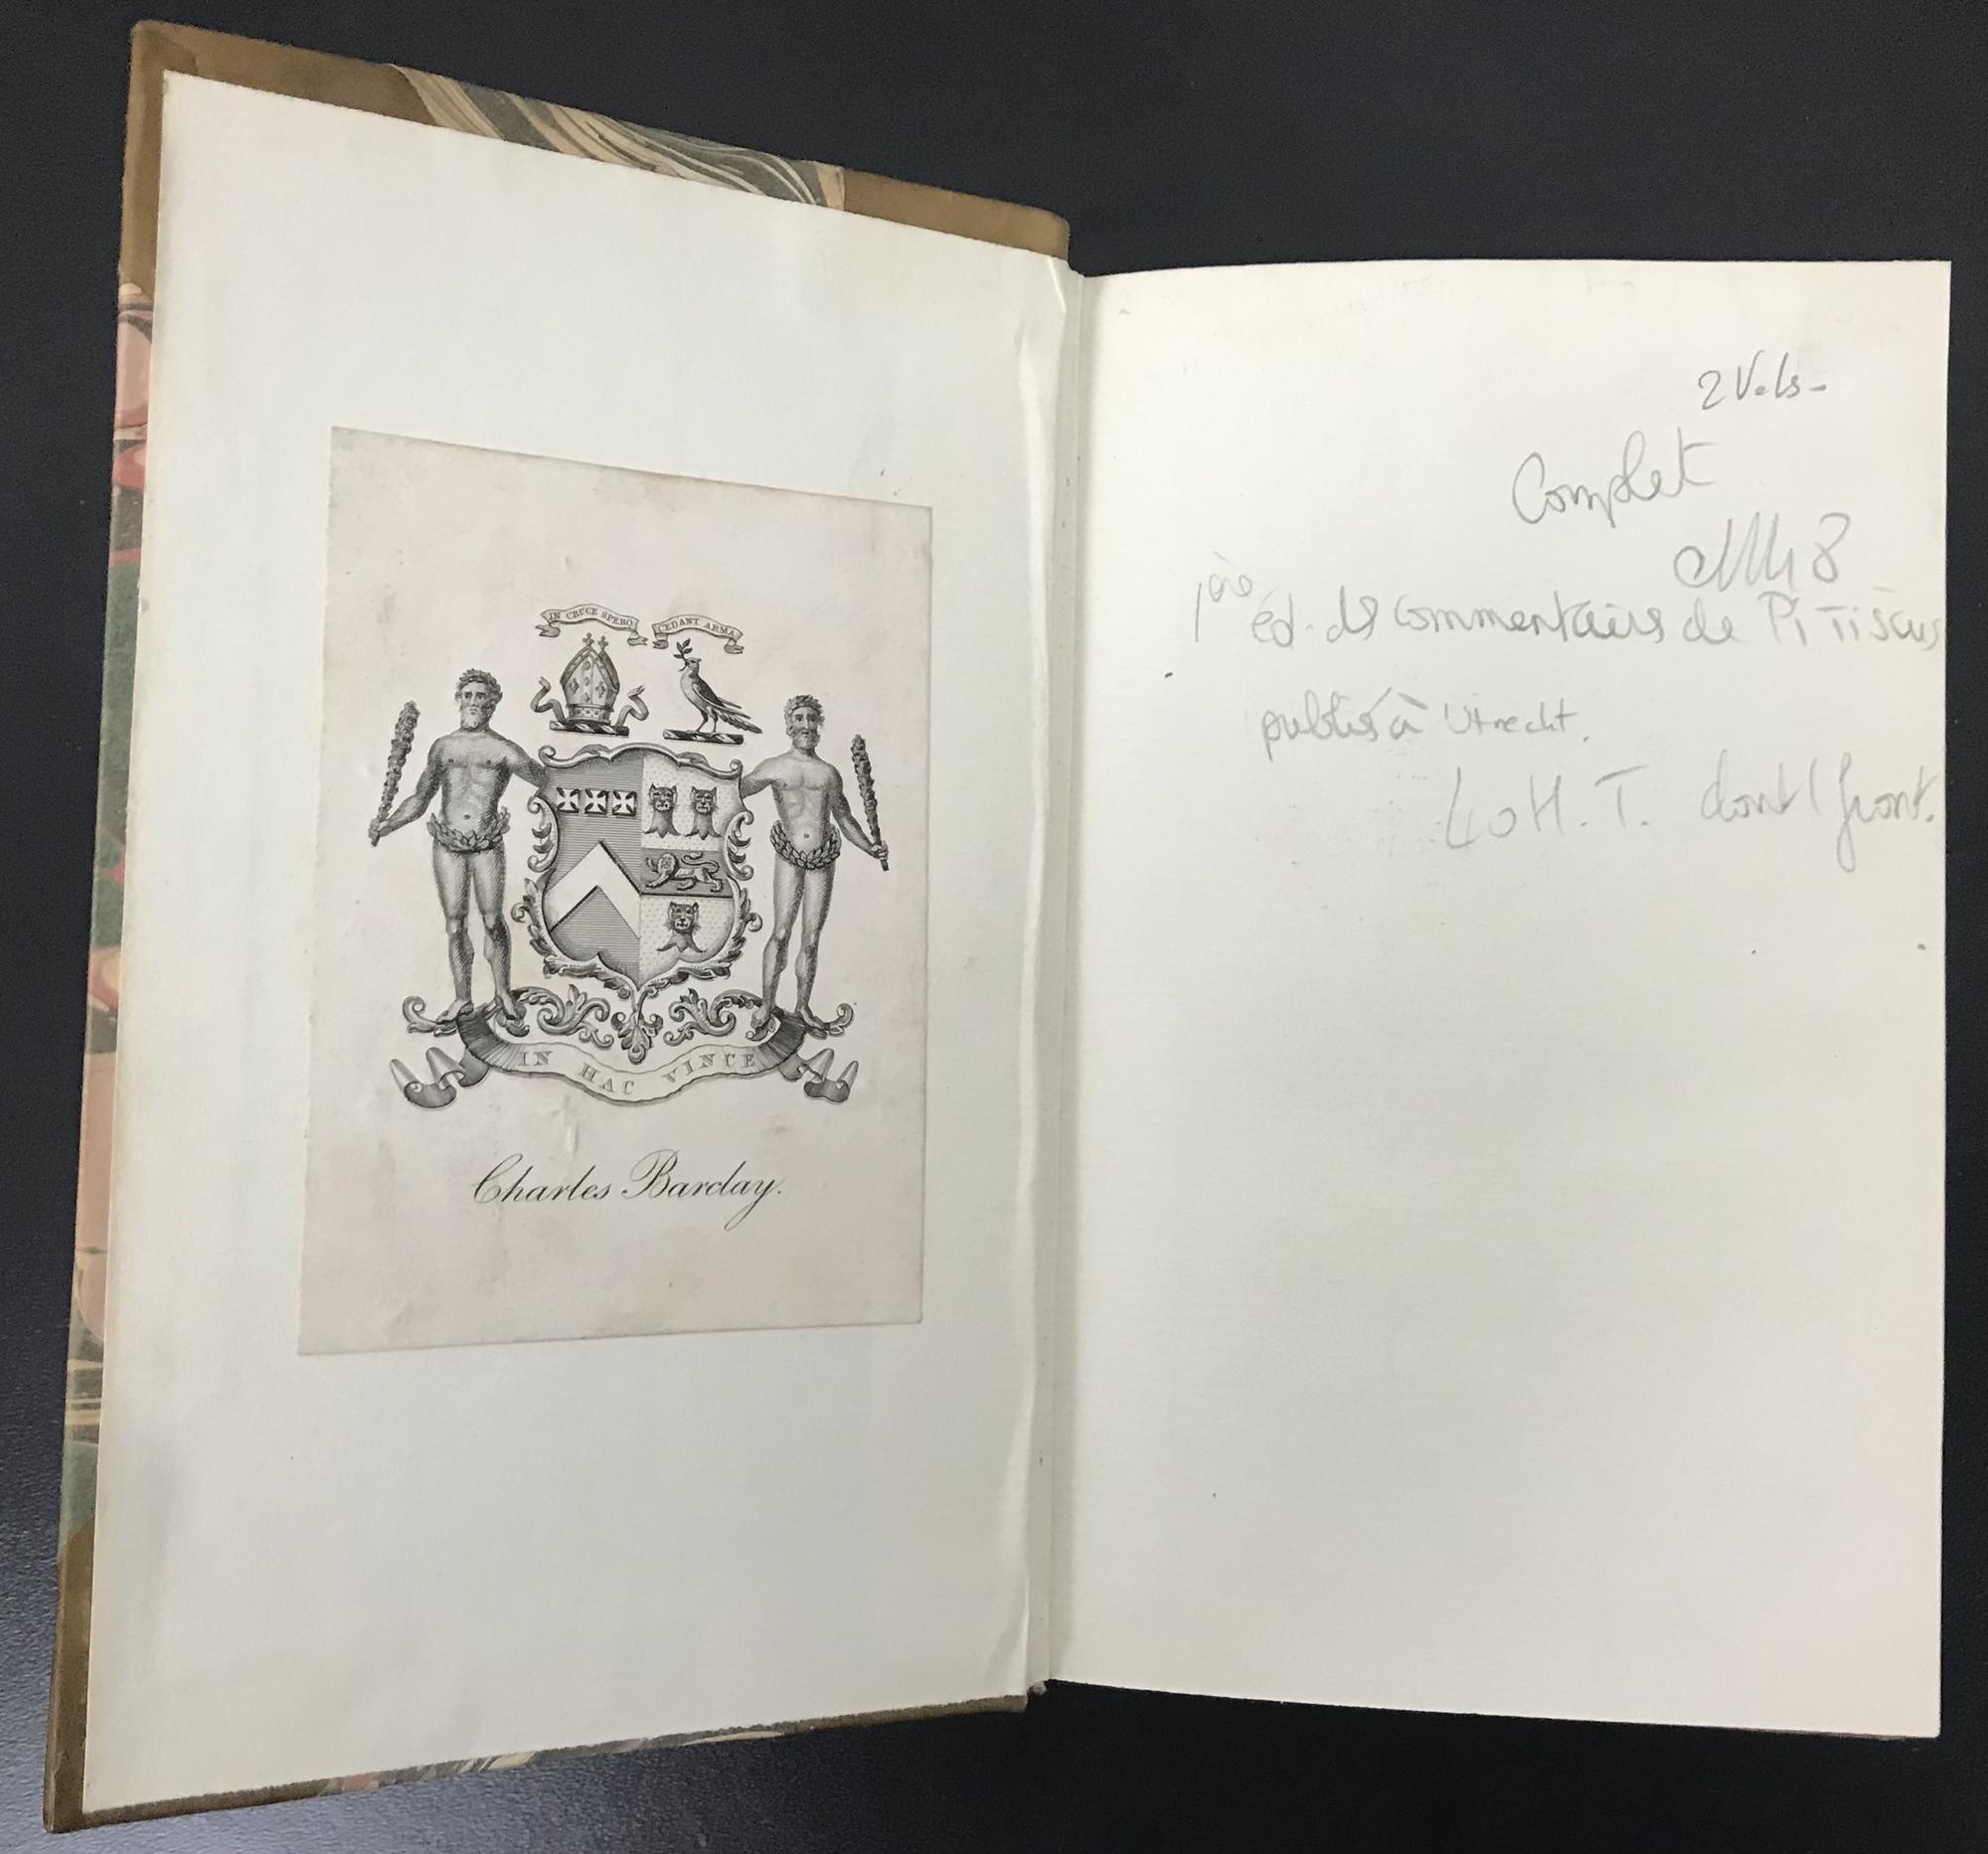 IN CRUCE SPERO
CEDANT ARMA
IN HAC VINCE
Charles Barclay.
2 Vols-
Complet
1ère éd. des commentaires de Pitiscus
publiés à Utrecht.
H.T. dont 1 front.